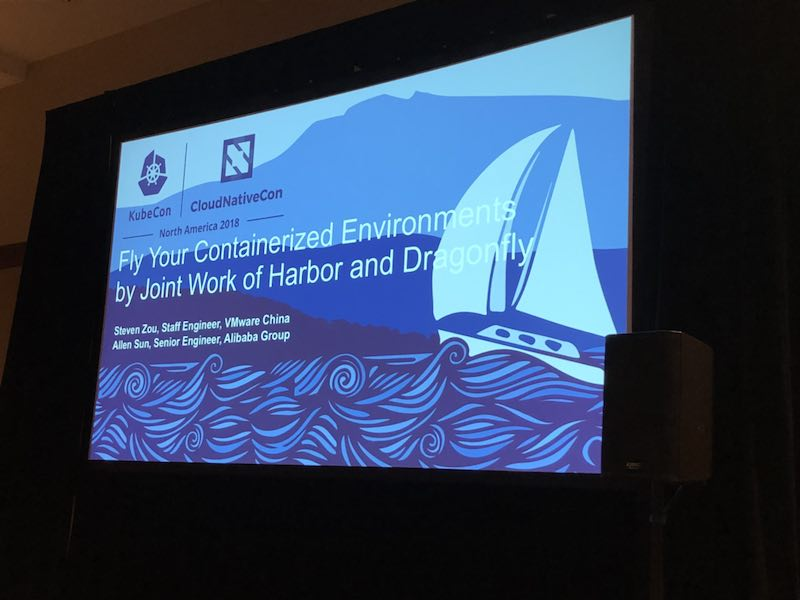 KubeCon
CloudNativeCon
North America 2018
Fly Your Containerized Environments
by Joint Work of Harbor and Dragonfly
Steven Zou, Staff Engineer, VMware China
Allen Sun, Senior Engineer, Alibaba Group